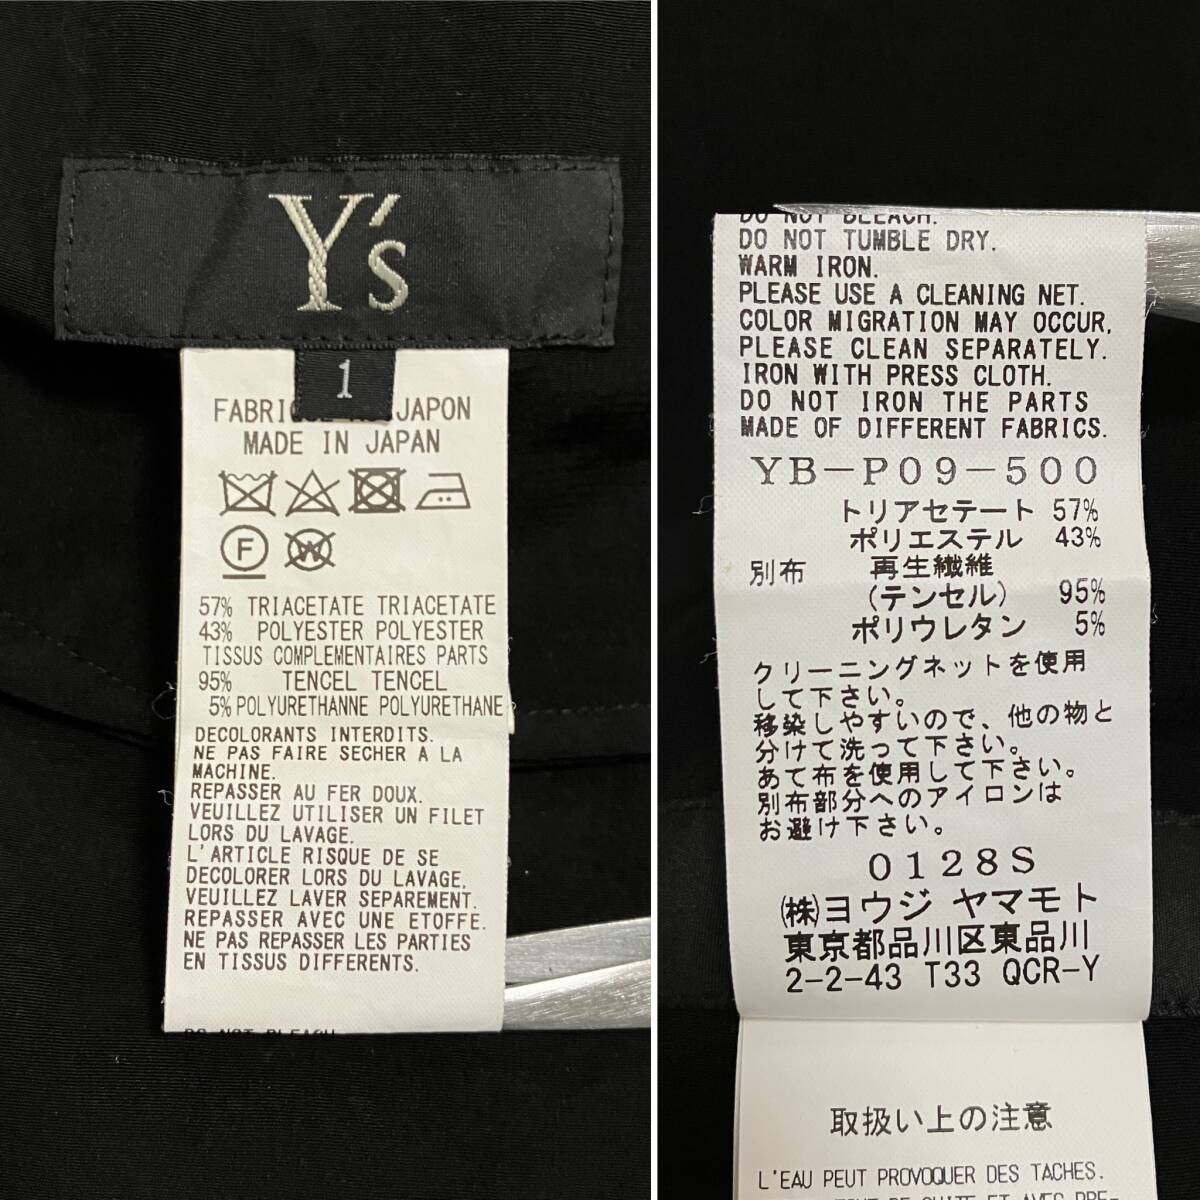 Y's
1
FABRIQUE AU JAPON
MADE IN JAPAN
F
W
57% TRIACETATE TRIACETATE
43% POLYESTER POLYESTER
TISSUS COMPLEMENTAIRES PARTS
95% TENCEL TENCEL
5% POLYURETHANNE POLYURETHANE
DECOLORANTS INTERDITS.
NE PAS FAIRE SECHER A LA
MACHINE.
REPASSER AU FER DOUX.
VEUILLEZ UTILISER UN FILET
LORS DU LAVAGE.
L'ARTICLE RISQUE DE SE
DECOLORER LORS DU LAVAGE,
VEUILLEZ LAVER SEPAREMENT.
REPASSER AVEC UNE ETOFFE.
NE PAS REPASSER LES PARTIES
EN TISSUS DIFFERENTS.
DO NOT BLEACH.
DO NOT BLEACH.
DO NOT TUMBLE DRY.
WARM IRON.
PLEASE USE A CLEANING NET.
COLOR MIGRATION MAY OCCUR,
PLEASE CLEAN SEPARATELY.
IRON WITH PRESS CLOTH.
DO NOT IRON THE PARTS
MADE OF DIFFERENT FABRICS.
YB-P09-500
トリアセテート 57%
ポリエステル 43%
別布 再生繊維
(テンセル) 95%
ポリウレタン 5%
クリーニングネットを使用
して下さい。
移染しやすいので、他の物と
分けて洗って下さい。
あて布を使用して下さい。
別布部分へのアイロンは
お避け下さい。
0128S
(株)ヨウジ ヤマモト
東京都品川区東品川
2-2-43 T33 QCR-Y
取扱い上の注意
L'EAU PEUT PROVOQUER DES TACHES.
DE SUITE ET AVEC PRE-